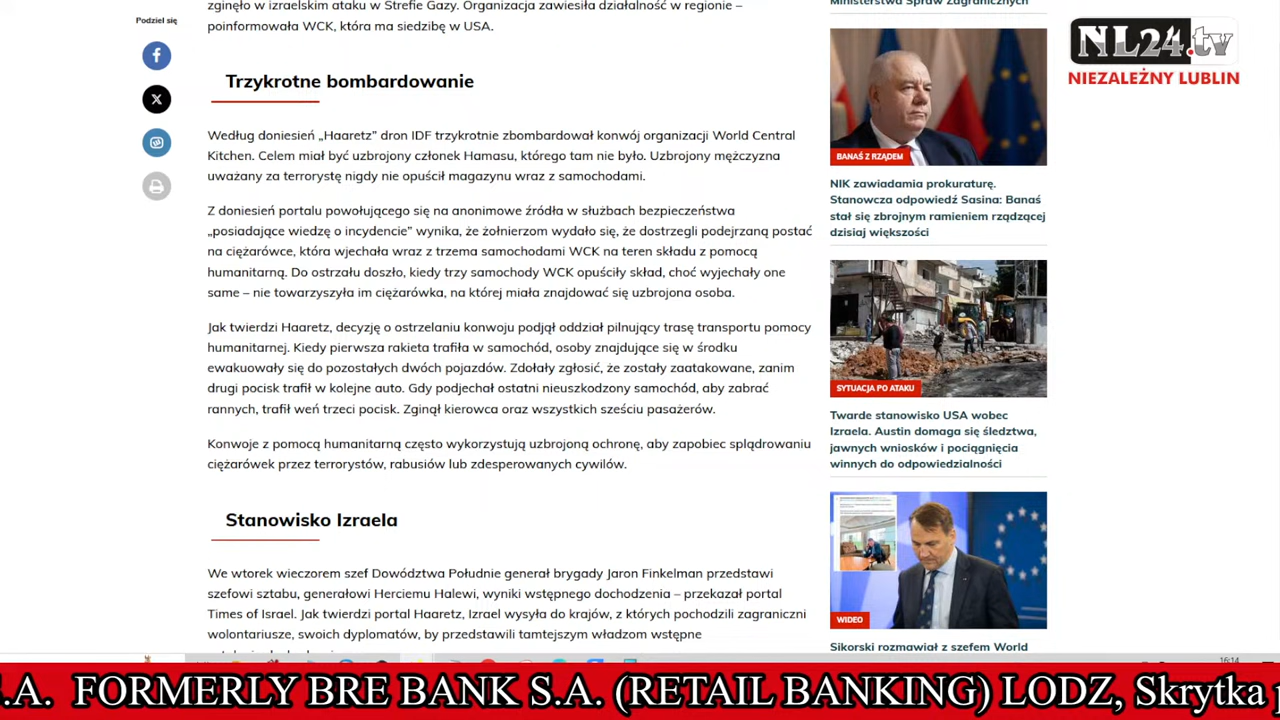 zginęło w izraelskim ataku w Strefie Gazy. Organizacja zawiesiła działalność w regionie –
poinformowała WCK, która ma siedzibę w USA.
Podziel się
Trzykrotne bombardowanie
Według doniesień „Haaretz” dron IDF trzykrotnie zbombardował konwój organizacji World Central
Kitchen. Celem miał być uzbrojony członek Hamasu, którego tam nie było. Uzbrojony mężczyzna
uważany za terrorystę nigdy nie opuścił magazynu wraz z samochodami.
Z doniesień portalu powołującego się na anonimowe źródła w służbach bezpieczeństwa
„posiadające wiedzę o incydencie” wynika, że żołnierzom wydało się, że dostrzegli podejrzaną postać
na ciężarówce, która wjechała wraz z trzema samochodami WCK na teren składu z pomocą
humanitarną. Do ostrzału doszło, kiedy trzy samochody WCK opuściły skład, choć wyjechały one
same – nie towarzyszyła im ciężarówka, na której miała znajdować się uzbrojona osoba.
Jak twierdzi Haaretz, decyzję o ostrzelaniu konwoju podjął oddział pilnujący trasę transportu pomocy
humanitarnej. Kiedy pierwsza rakieta trafiła w samochód, osoby znajdujące się w środku
ewakuowały się do pozostałych dwóch pojazdów. Zdołały zgłosić, że zostały zaatakowane, zanim
drugi pocisk trafił w kolejne auto. Gdy podjechał ostatni nieuszkodzony samochód, aby zabrać
rannych, trafił weń trzeci pocisk. Zginął kierowca oraz wszystkich sześciu pasażerów.
Konwoje z pomocą humanitarną często wykorzystują uzbrojoną ochronę, aby zapobiec splądrowaniu
ciężarówek przez terrorystów, rabusiów lub zdesperowanych cywilów.
Stanowisko Izraela
We wtorek wieczorem szef Dowództwa Południe generał brygady Jaron Finkelman przedstawi
szefowi sztabu, generałowi Herciemu Halewi, wyniki wstępnego dochodzenia – przekazał portal
Times of Israel. Jak twierdzi portal Haaretz, Izrael wysyła do krajów, z których pochodzili zagraniczni
wolontariusze, swoich dyplomatów, by przedstawili tamtejszym władzom wstępne
Ministerstwa Spraw Zagranicznych
BANAŚ Z RZĄDEM
NIK zawiadamia prokuraturę.
Stanowcza odpowiedź Sasina: Banaś
stał się zbrojnym ramieniem rządzącej
dzisiaj większości
SYTUACJA PO ATAKU
Twarde stanowisko USA wobec
Izraela. Austin domaga się śledztwa,
jawnych wniosków i pociągnięcia
winnych do odpowiedzialności
WIDEO
Sikorski rozmawiał z szefem World
NL24.tv
NIEZALEŻNY LUBLIN
16:14
S.A. FORMERLY BRE BANK S.A. (RETAIL BANKING) LODZ, Skrytka